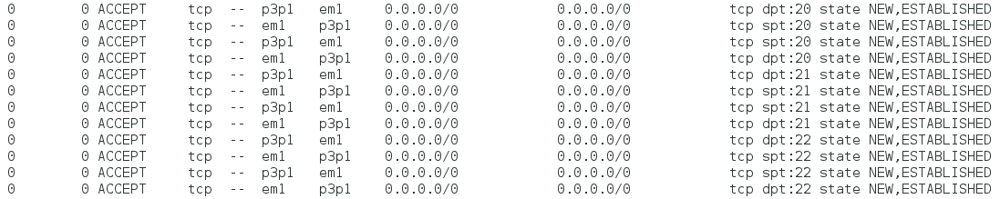 0        0 ACCEPT     tcp  --  p3p1   em1     0.0.0.0/0            0.0.0.0/0            tcp dpt:20 state NEW,ESTABLISHED
0        0 ACCEPT     tcp  --  em1    p3p1    0.0.0.0/0            0.0.0.0/0            tcp spt:20 state NEW,ESTABLISHED
0        0 ACCEPT     tcp  --  p3p1   em1     0.0.0.0/0            0.0.0.0/0            tcp spt:20 state NEW,ESTABLISHED
0        0 ACCEPT     tcp  --  em1    p3p1    0.0.0.0/0            0.0.0.0/0            tcp dpt:20 state NEW,ESTABLISHED
0        0 ACCEPT     tcp  --  p3p1   em1     0.0.0.0/0            0.0.0.0/0            tcp dpt:21 state NEW,ESTABLISHED
0        0 ACCEPT     tcp  --  em1    p3p1    0.0.0.0/0            0.0.0.0/0            tcp spt:21 state NEW,ESTABLISHED
0        0 ACCEPT     tcp  --  p3p1   em1     0.0.0.0/0            0.0.0.0/0            tcp spt:21 state NEW,ESTABLISHED
0        0 ACCEPT     tcp  --  em1    p3p1    0.0.0.0/0            0.0.0.0/0            tcp dpt:21 state NEW,ESTABLISHED
0        0 ACCEPT     tcp  --  p3p1   em1     0.0.0.0/0            0.0.0.0/0            tcp dpt:22 state NEW,ESTABLISHED
0        0 ACCEPT     tcp  --  em1    p3p1    0.0.0.0/0            0.0.0.0/0            tcp spt:22 state NEW,ESTABLISHED
0        0 ACCEPT     tcp  --  p3p1   em1     0.0.0.0/0            0.0.0.0/0            tcp spt:22 state NEW,ESTABLISHED
0        0 ACCEPT     tcp  --  em1    p3p1    0.0.0.0/0            0.0.0.0/0            tcp dpt:22 state NEW,ESTABLISHED